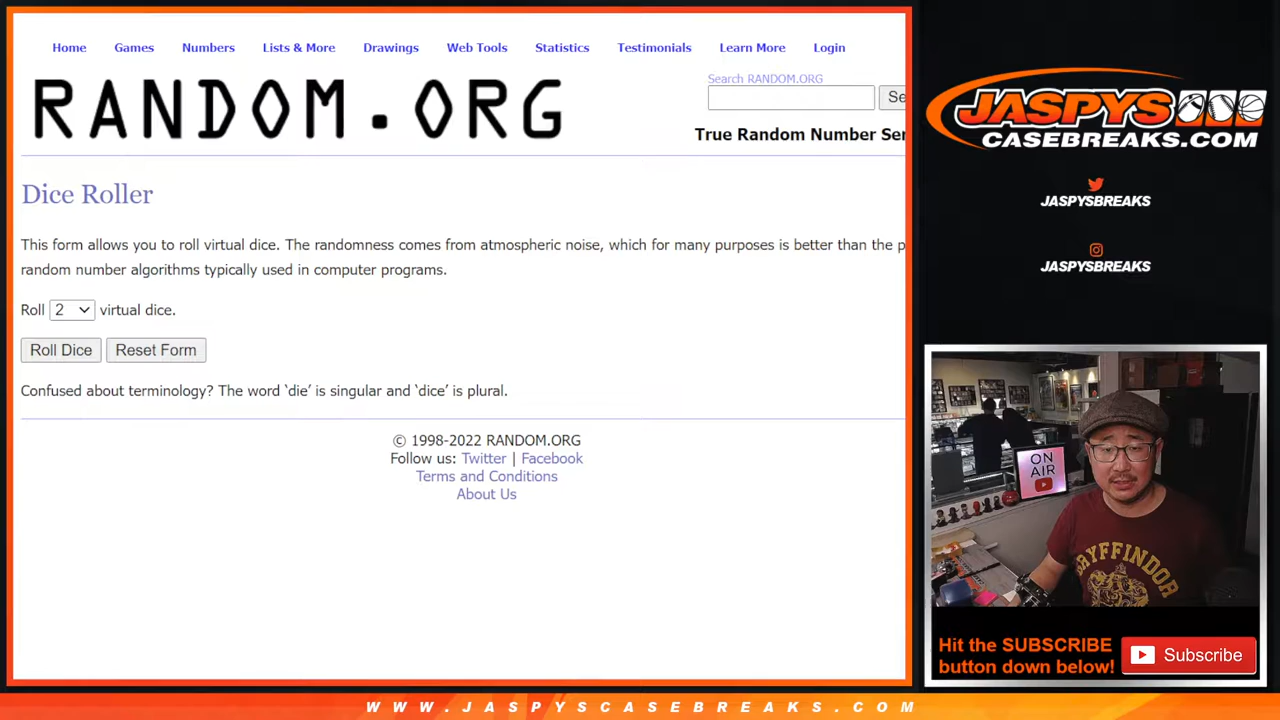 Home Games Numbers Lists & More Drawings Web Tools Statistics Testimonials Learn More Login
RANDOM.ORG
Search RANDOM.ORG
Se
True Random Number Ser
Dice Roller
This form allows you to roll virtual dice. The randomness comes from atmospheric noise, which for many purposes is better than the p
random number algorithms typically used in computer programs.
Roll 2 virtual dice.
Roll Dice Reset Form
Confused about terminology? The word ‘die’ is singular and ‘dice’ is plural.
© 1998-2022 RANDOM.ORG
Follow us: Twitter | Facebook
Terms and Conditions
About Us
JASPYS
CASEBREAKS.COM
JASPYSBREAKS
JASPYSBREAKS
ON
AIR
GRYFFINDOR
Hit the SUBSCRIBE
button down below!
Subscribe
WWW.JASPYSCASEBREAKS.COM